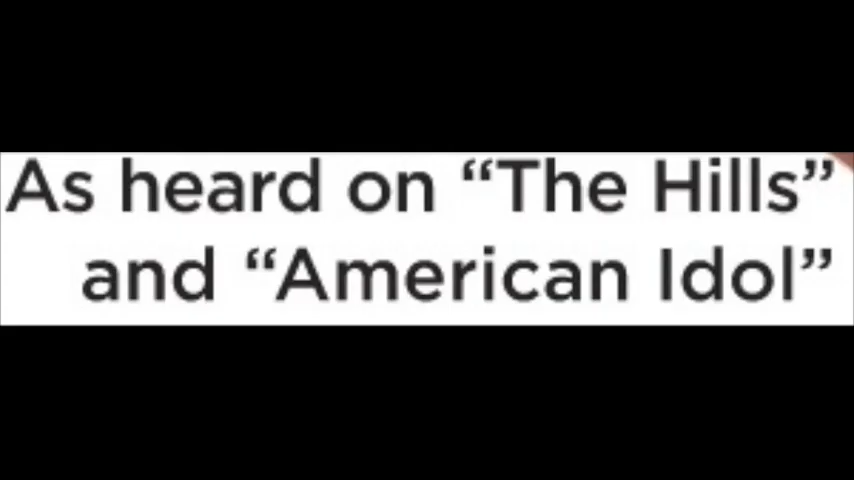 As heard on “The Hills”
and “American Idol”